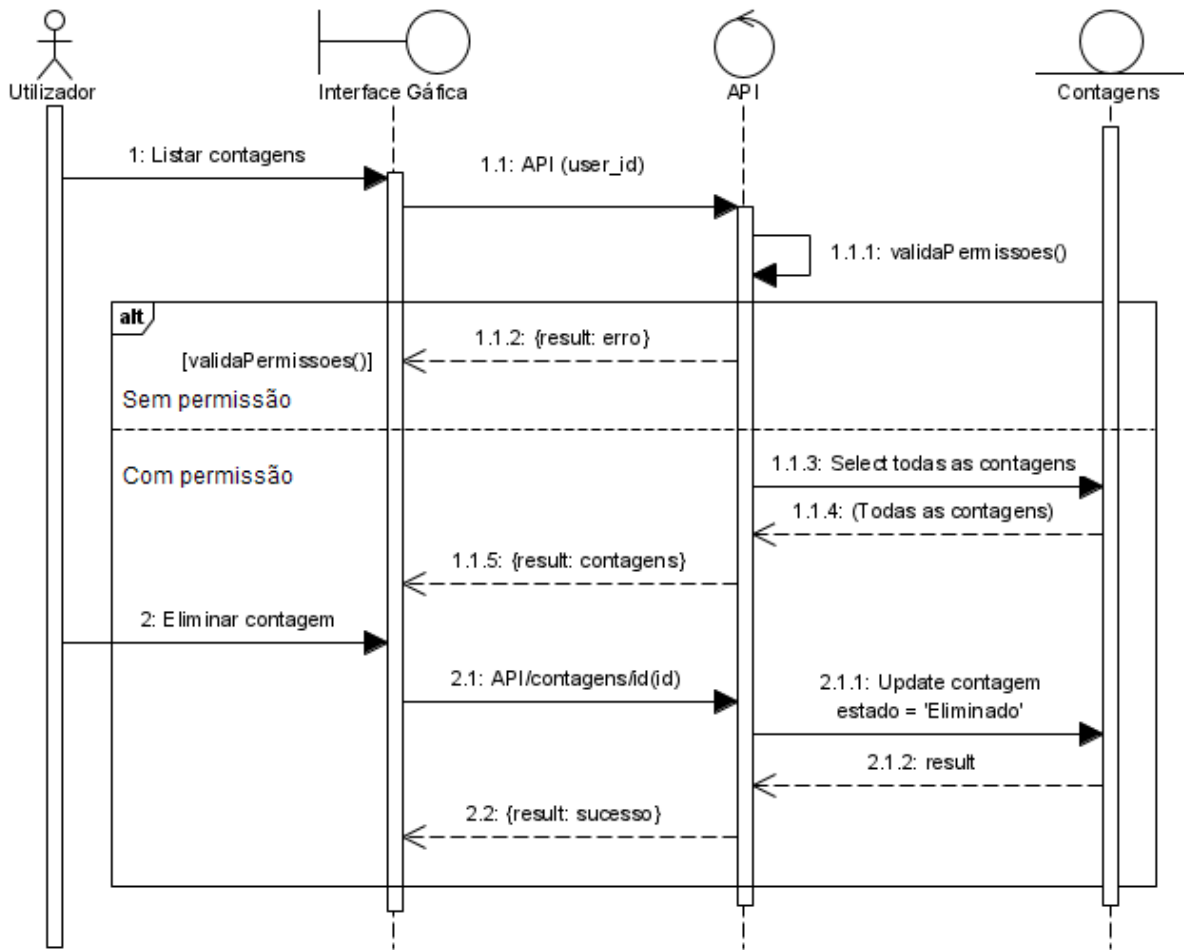 Utilizador
Interface Gáfica
API
Contagens
1: Listar contagens
1.1: API (user_id)
1.1.1: validaPermissoes()
alt
1.1.2: {result: erro}
[validaPermissoes()]
Sem permissão
Com permissão
1.1.3: Select todas as contagens
1.1.4: (Todas as contagens)
1.1.5: {result: contagens}
2: Eliminar contagem
2.1: API/contagens/id(id)
2.1.1: Update contagem
estado = 'Eliminado'
2.1.2: result
2.2: {result: sucesso}